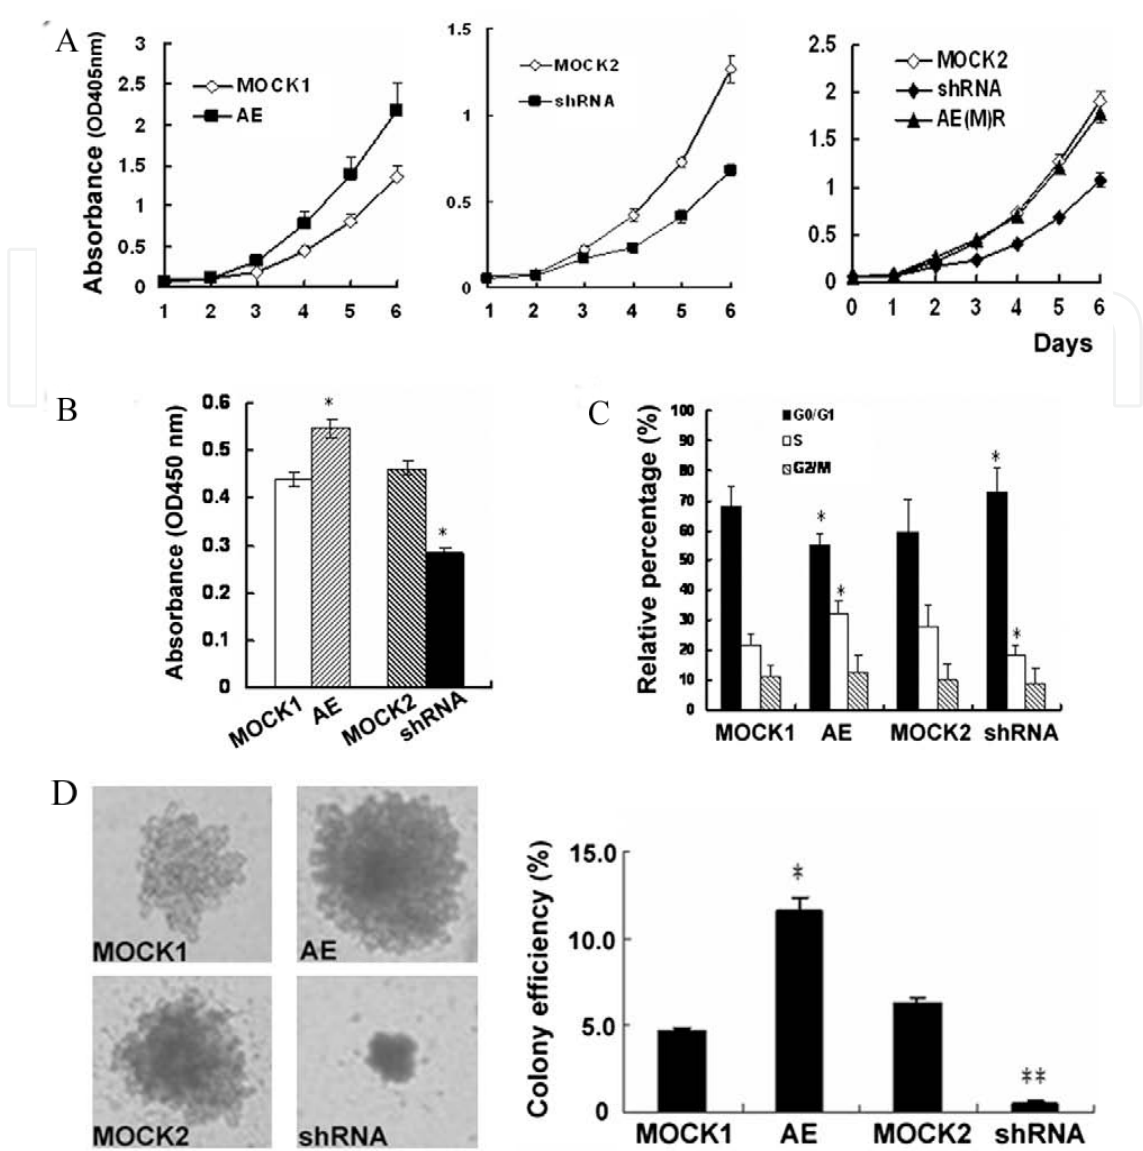 A
Absorbance (OD405nm)
3
2.5
2
1.5
1
0.5
0
MOCK1
AE
1 2 3 4 5 6
1.5
1
0.5
0
MOCK2
shRNA
1 2 3 4 5 6
2.5
2
1.5
1
0.5
0
MOCK2
shRNA
AE(M)R
0 1 2 3 4 5 6
Days
B
Absorbance (OD450 nm)
0.6
0.5
0.4
0.3
0.2
0.1
0
*
*
MOCK1 AE MOCK2 shRNA
C
Relative percentage (%)
100
90
80
70
60
50
40
30
20
10
0
G0/G1
S
G2/M
*
*
*
*
MOCK1 AE MOCK2 shRNA
D
MOCK1
AE
MOCK2
shRNA
Colony efficiency (%)
15.0
10.0
5.0
0
*
**
MOCK1 AE MOCK2 shRNA